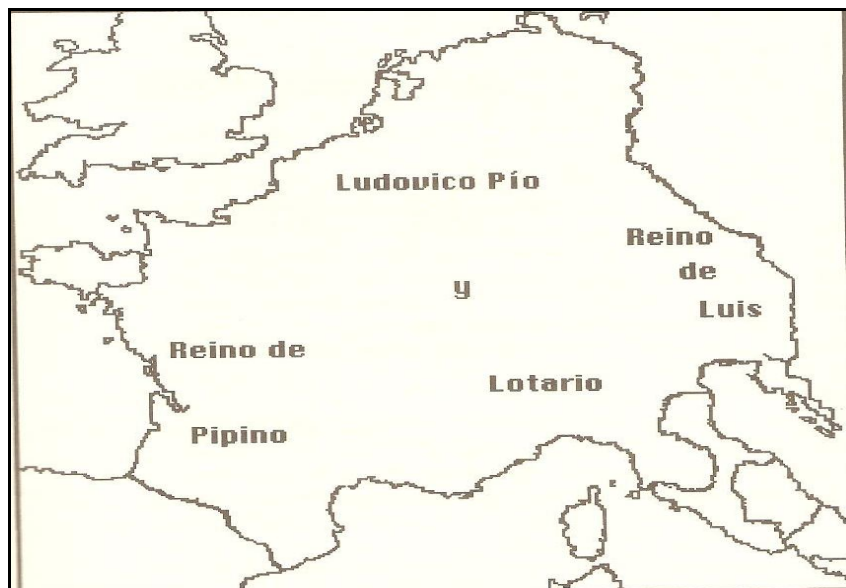 Ludovico Pío
y
Lotario
Reino
de
Luis
Reino de
Pipino